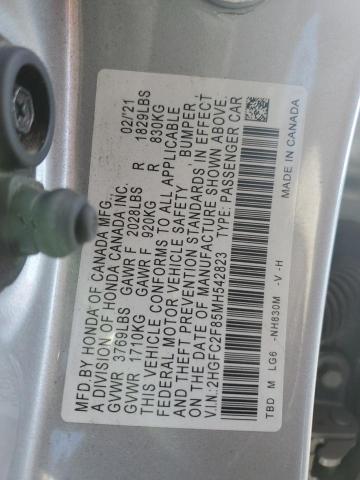 MFD.BY HONDA OF CANADA MFG. 02/'21
A DIVISION OF HONDA CANADA INC.
GVWR 3769LBS GAWR F 2028LBS R 1829LBS
GVWR 1710KG GAWR F 920KG R 830KG
THIS VEHICLE CONFORMS TO ALL APPLICABLE
FEDERAL MOTOR VEHICLE SAFETY, BUMPER,
THEFT PREVENTION STANDARDS, IN EFFECT
ON THE DATE OF MANUFACTURE SHOWN ABOVE.
V.I.N.:2HGFC2F85MH542823 TYPE:PASSENGER CAR
TBD M LG6 -NH830M -V-H MADE IN CANADA